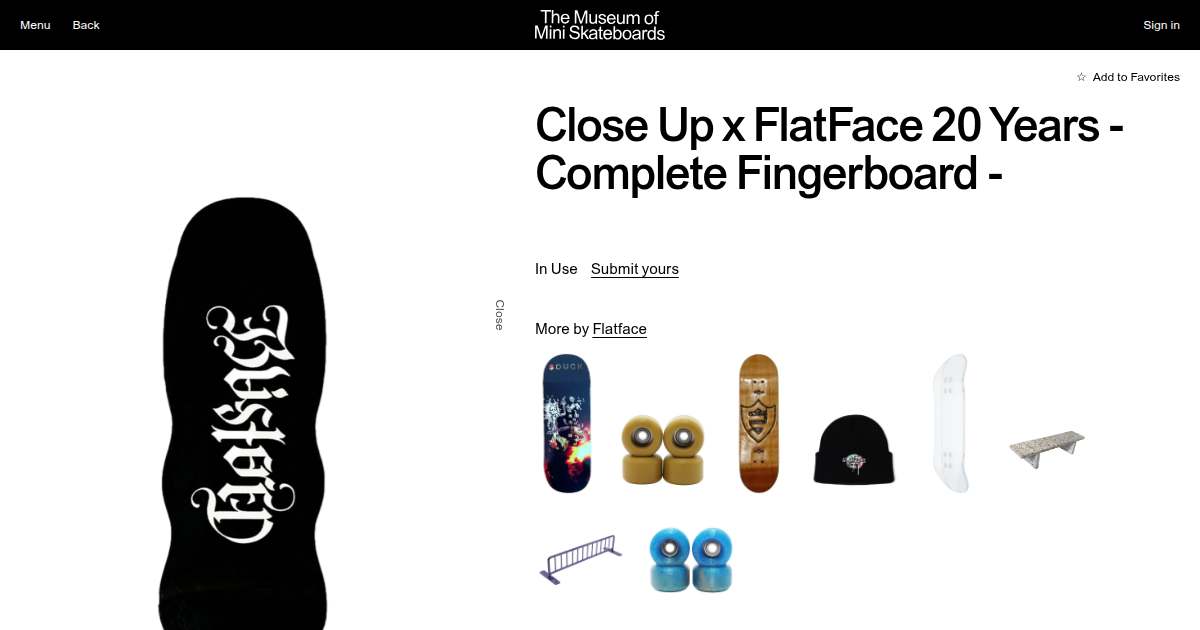 Menu
Back
The Museum of
Mini Skateboards
Sign in
☆ Add to Favorites
Close Up x FlatFace 20 Years -
Complete Fingerboard -
In Use Submit yours
Close
More by Flatface
FlatFace
DUCK